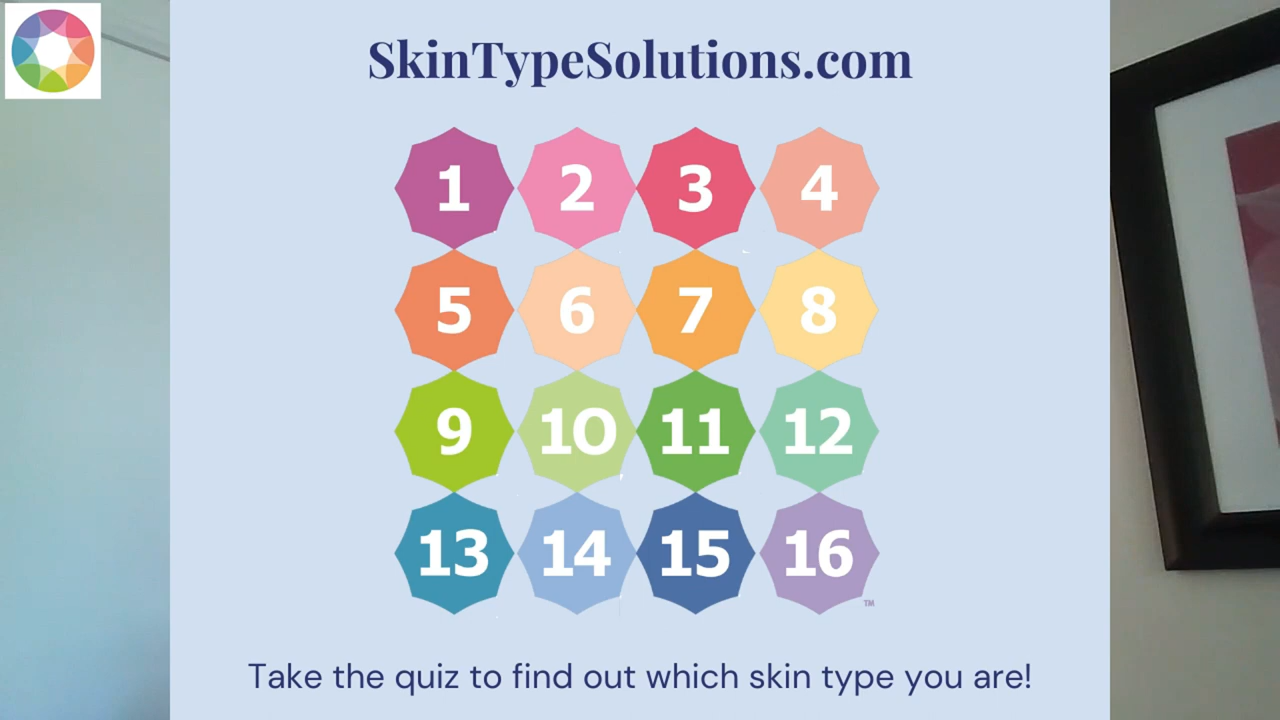 SkinTypeSolutions.com
1 2 3 4
5 6 7 8
9 10 11 12
13 14 15 16
TM
Take the quiz to find out which skin type you are!